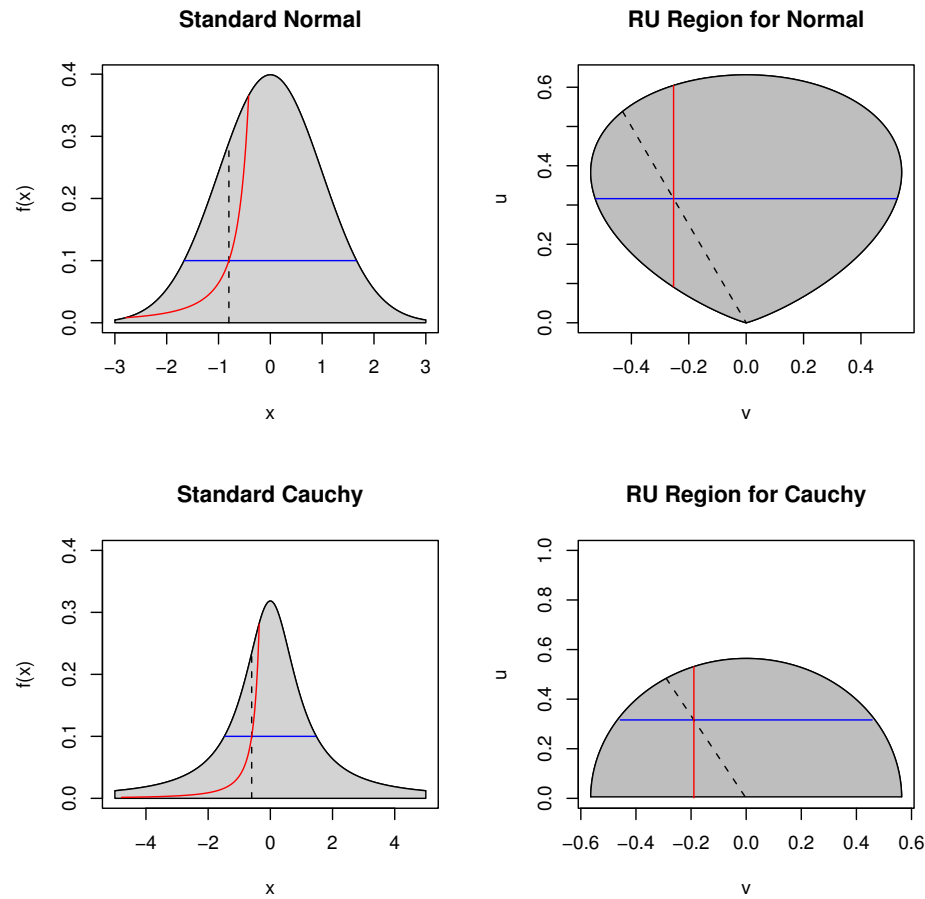 Standard Normal
f(x)
0.0 0.1 0.2 0.3 0.4
−3 −2 −1 0 1 2 3
x
RU Region for Normal
u
0.0 0.2 0.4 0.6
−0.4 −0.2 0.0 0.2 0.4
v
Standard Cauchy
f(x)
0.0 0.1 0.2 0.3 0.4
−4 −2 0 2 4
x
RU Region for Cauchy
u
0.0 0.2 0.4 0.6 0.8 1.0
−0.6 −0.4 −0.2 0.0 0.2 0.4 0.6
v